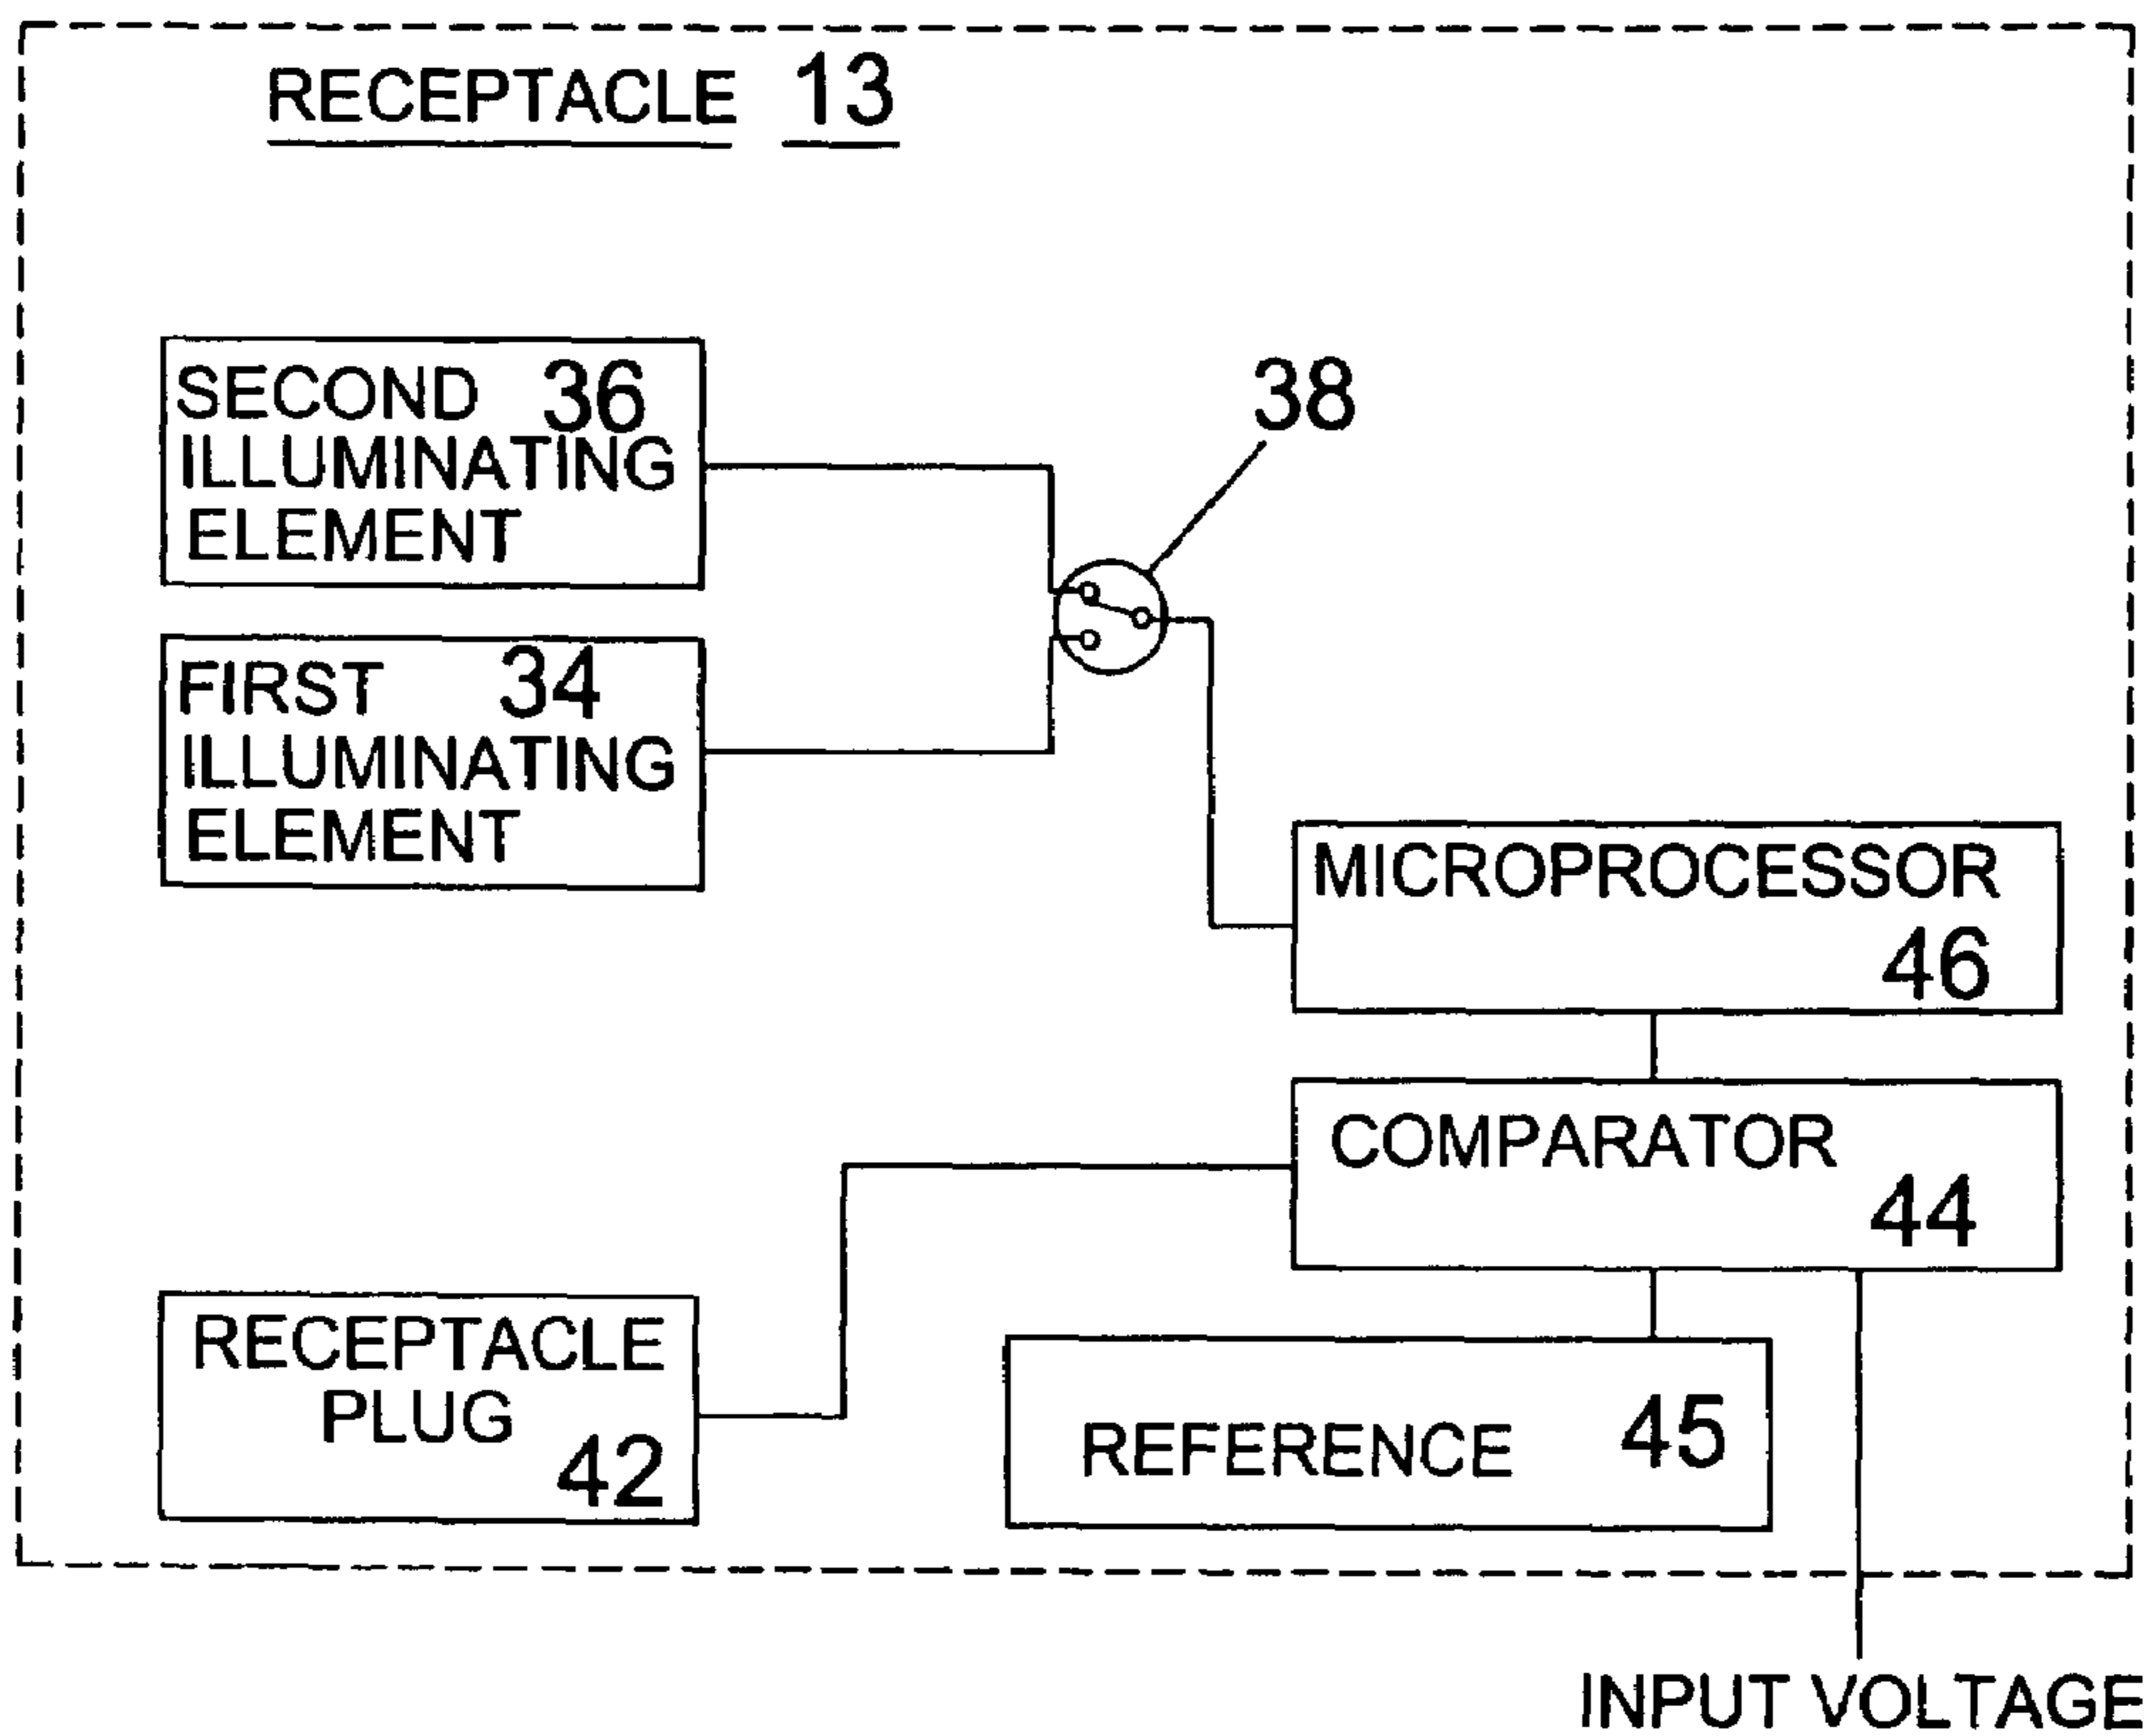 RECEPTACLE 13
SECOND 36
ILLUMINATING
ELEMENT
38
FIRST 34
ILLUMINATING
ELEMENT
MICROPROCESSOR
46
COMPARATOR
44
RECEPTACLE
PLUG
42
REFERENCE 45
INPUT VOLTAGE